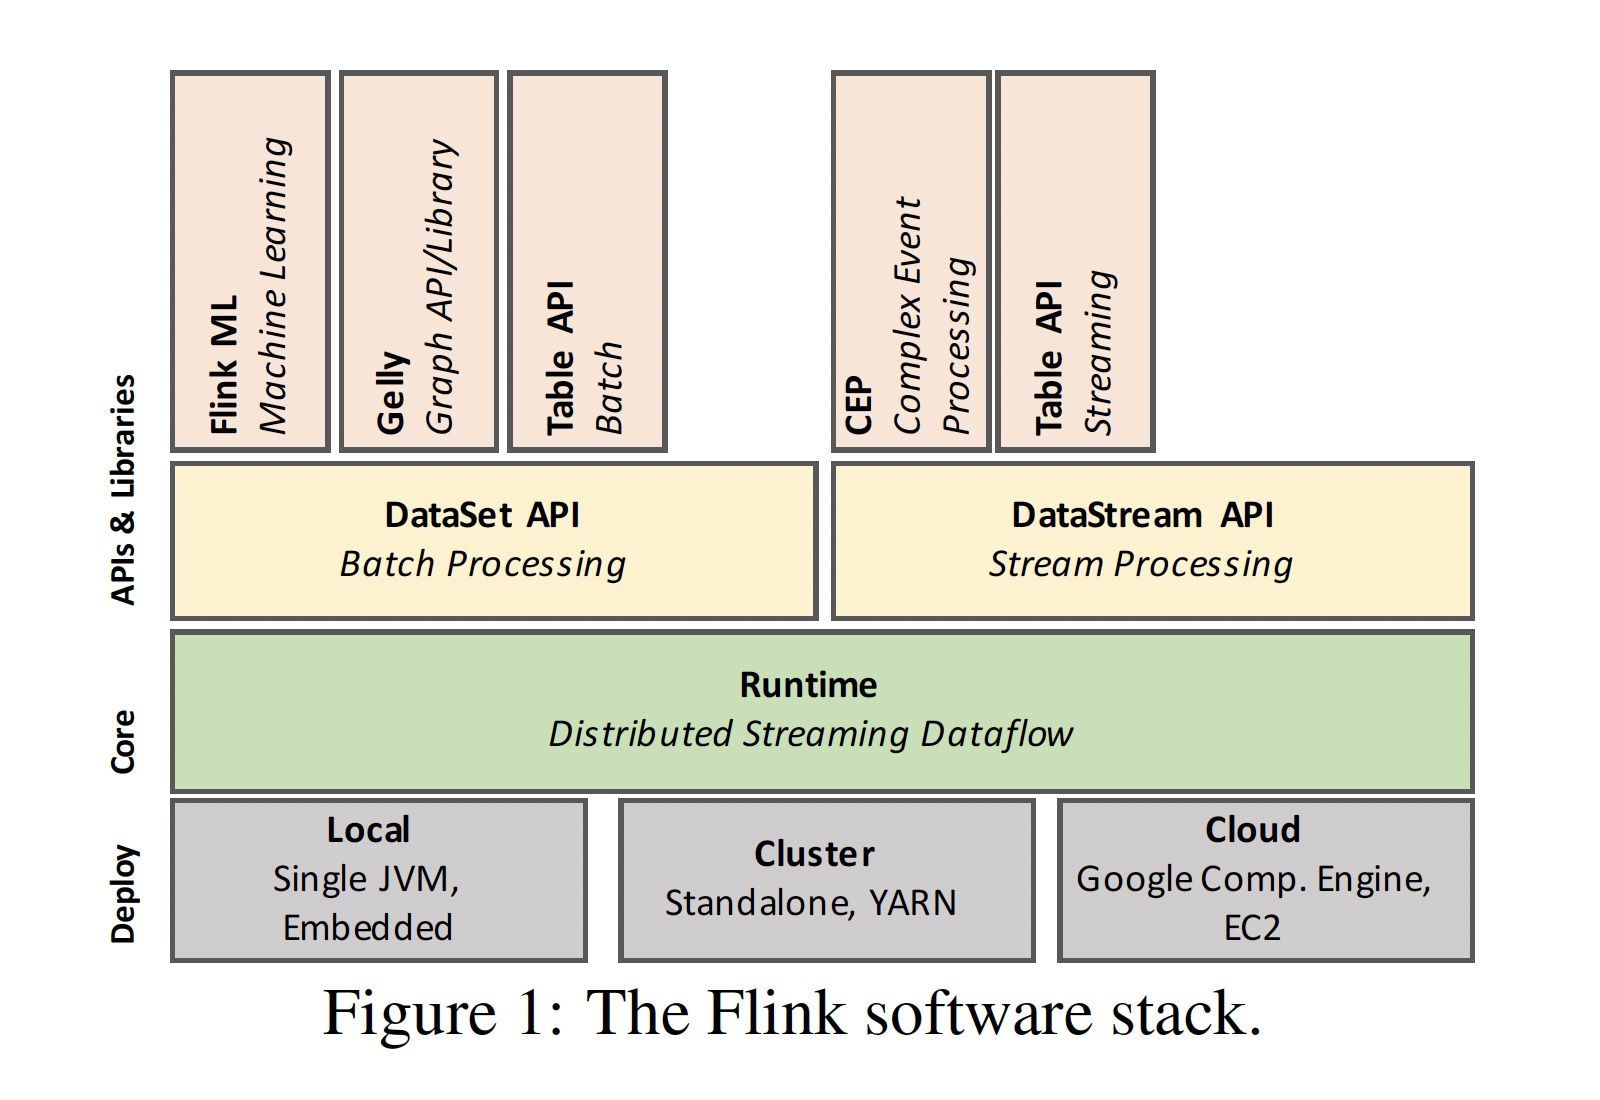 Flink ML
Machine Learning
Gelly
Graph API/Library
Table API
Batch
CEP
Complex Event
Processing
Table API
Streaming
APIs & Libraries
DataSet API
Batch Processing
DataStream API
Stream Processing
Core
Runtime
Distributed Streaming Dataflow
Deploy
Local
Single JVM,
Embedded
Cluster
Standalone, YARN
Cloud
Google Comp. Engine,
EC2
Figure 1: The Flink software stack.